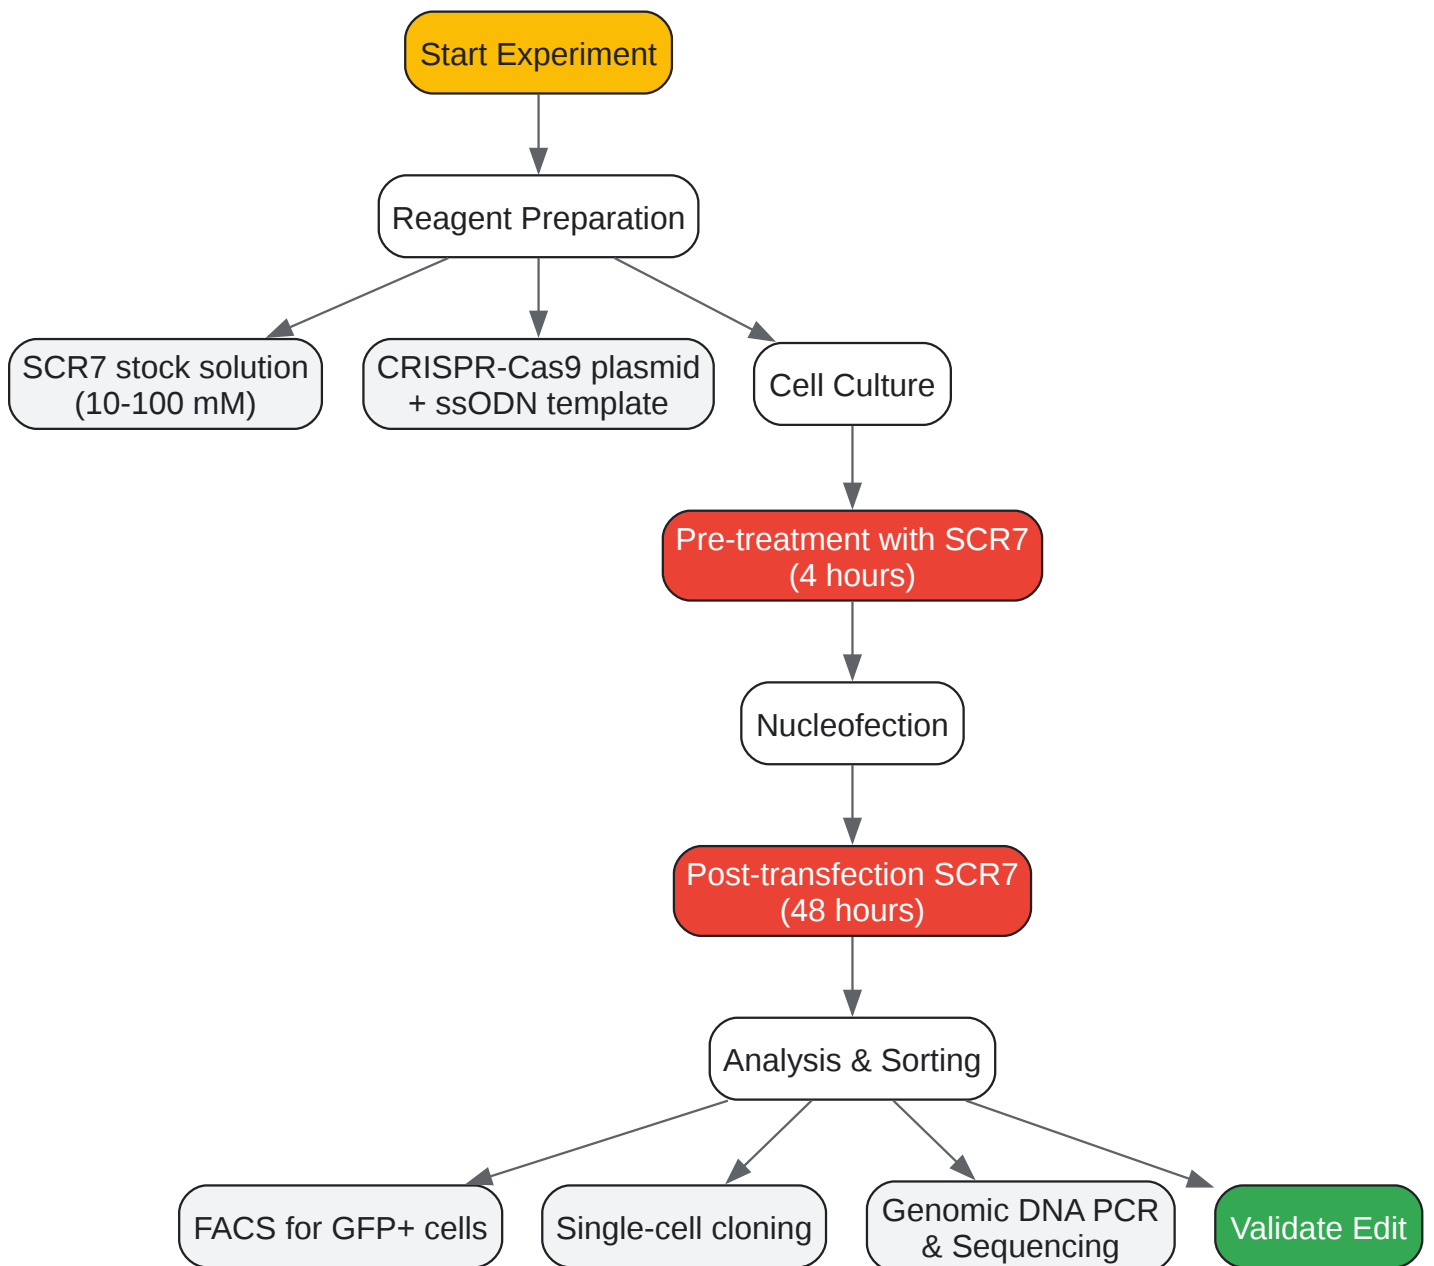 Start Experiment
Reagent Preparation
SCR7 stock solution
(10-100 mM)
CRISPR-Cas9 plasmid
+ ssODN template
Cell Culture
Pre-treatment with SCR7
(4 hours)
Nucleofection
Post-transfection SCR7
(48 hours)
Analysis & Sorting
FACS for GFP+ cells
Single-cell cloning
Genomic DNA PCR
& Sequencing
Validate Edit